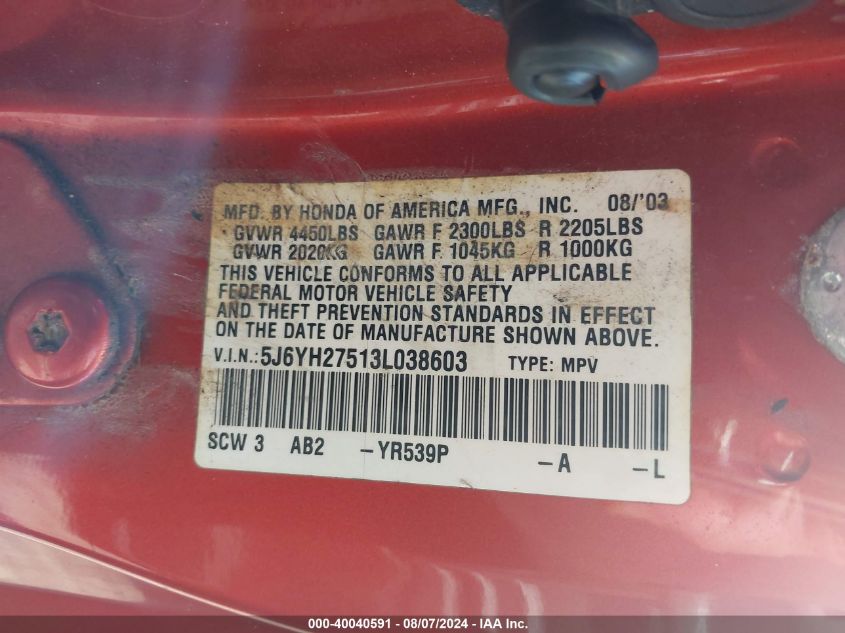 MFD. BY HONDA OF AMERICA MFG., INC. 08/'03
GVWR 4450LBS GAWR F 2300LBS R 2205LBS
GVWR 2020KG GAWR F 1045KG R 1000KG
THIS VEHICLE CONFORMS TO ALL APPLICABLE
FEDERAL MOTOR VEHICLE SAFETY
AND THEFT PREVENTION STANDARDS IN EFFECT
ON THE DATE OF MANUFACTURE SHOWN ABOVE.
V.I.N.: 5J6YH27513L038603 TYPE: MPV
SCW 3 AB2 -YR539P -A -L
000-40040591 - 08/07/2024 - IAA Inc.